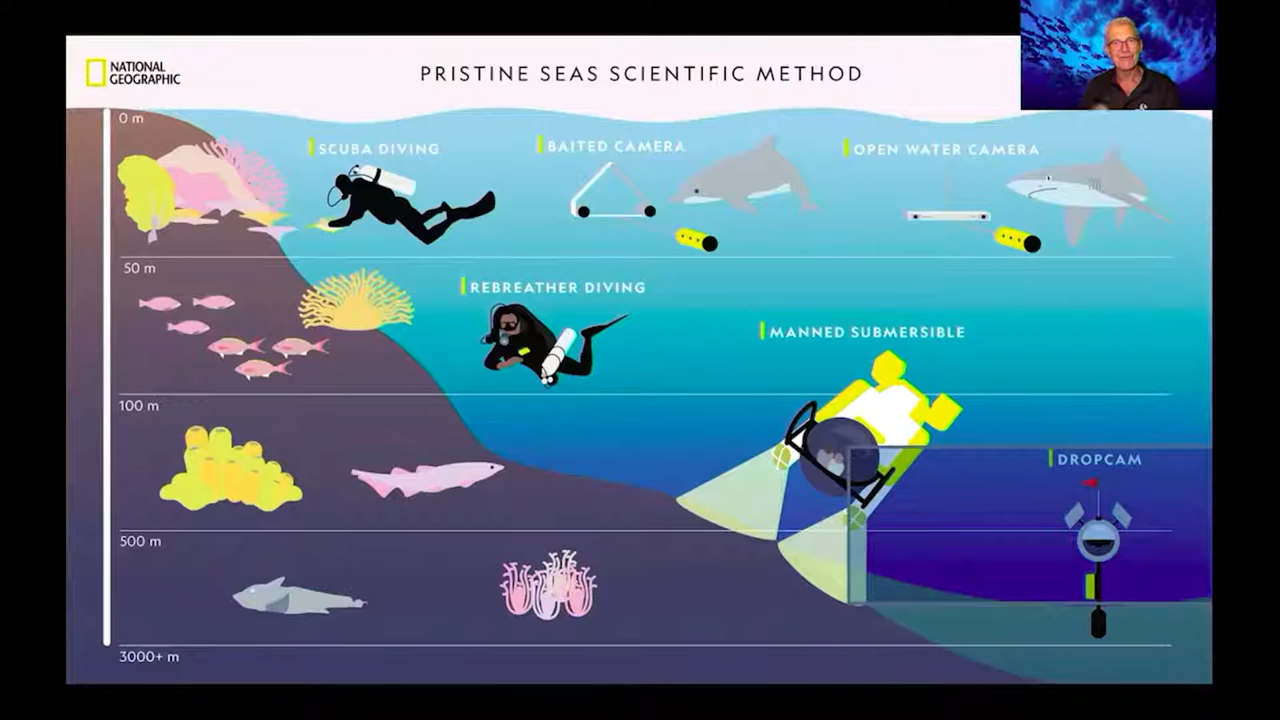 NATIONAL
GEOGRAPHIC
PRISTINE SEAS SCIENTIFIC METHOD
0 m
SCUBA DIVING
BAITED CAMERA
OPEN WATER CAMERA
50 m
REBREATHER DIVING
MANNED SUBMERSIBLE
100 m
DROPCAM
500 m
3000+ m